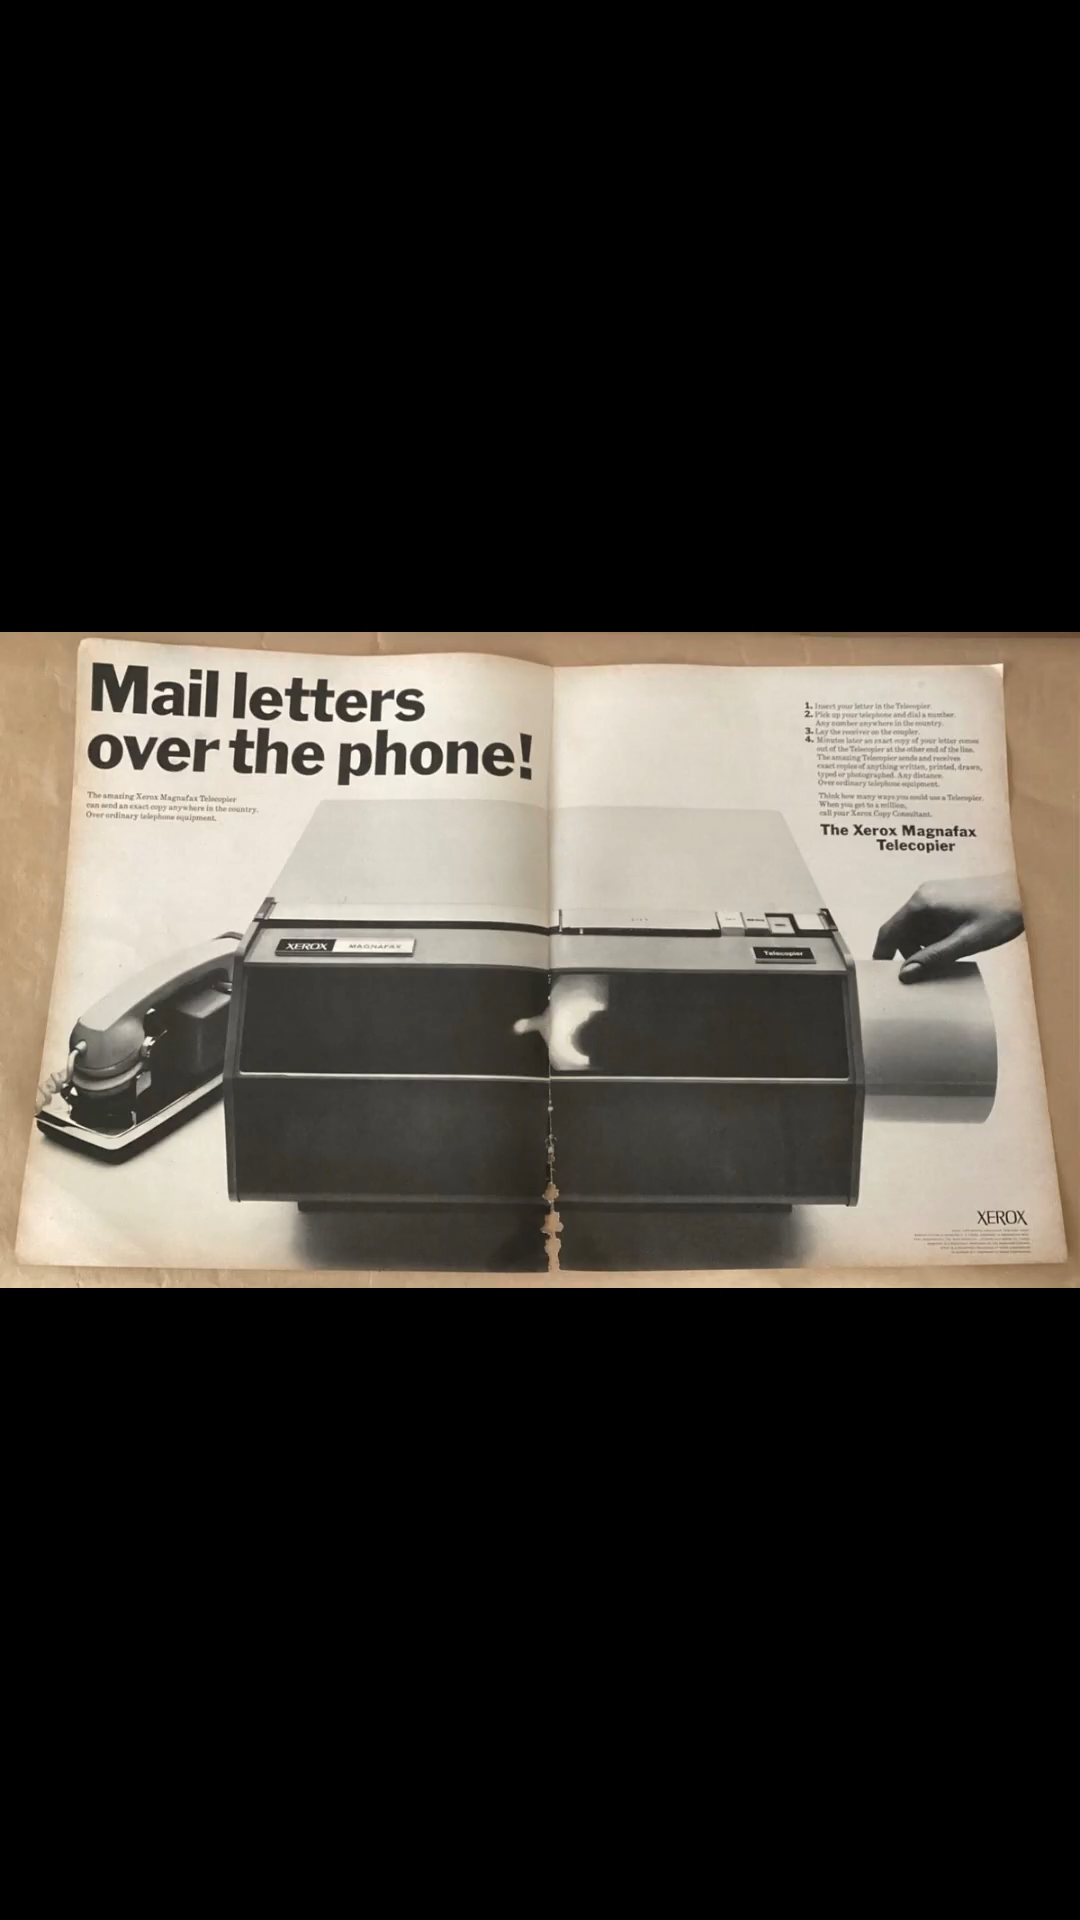 Mail letters
over the phone!
The amazing Xerox Magnafax Telecopier
can send an exact copy anywhere in the country.
Over ordinary telephone equipment.
1. Insert your letter in the Telecopier.
2. Pick up your telephone and dial a number.
Any number anywhere in the country.
3. Lay the receiver on the coupler.
4. Minutes later an exact copy of your letter comes
out of the Telecopier at the other end of the line.
The amazing Telecopier sends and receives
exact copies of anything written, printed, drawn,
typed or photographed. Any distance.
Over ordinary telephone equipment.
Think how many ways you could use a Telecopier.
When you get to a million,
call your Xerox Copy Consultant.
The Xerox Magnafax
Telecopier
XEROX MAGNAFAX
Telecopier
XEROX